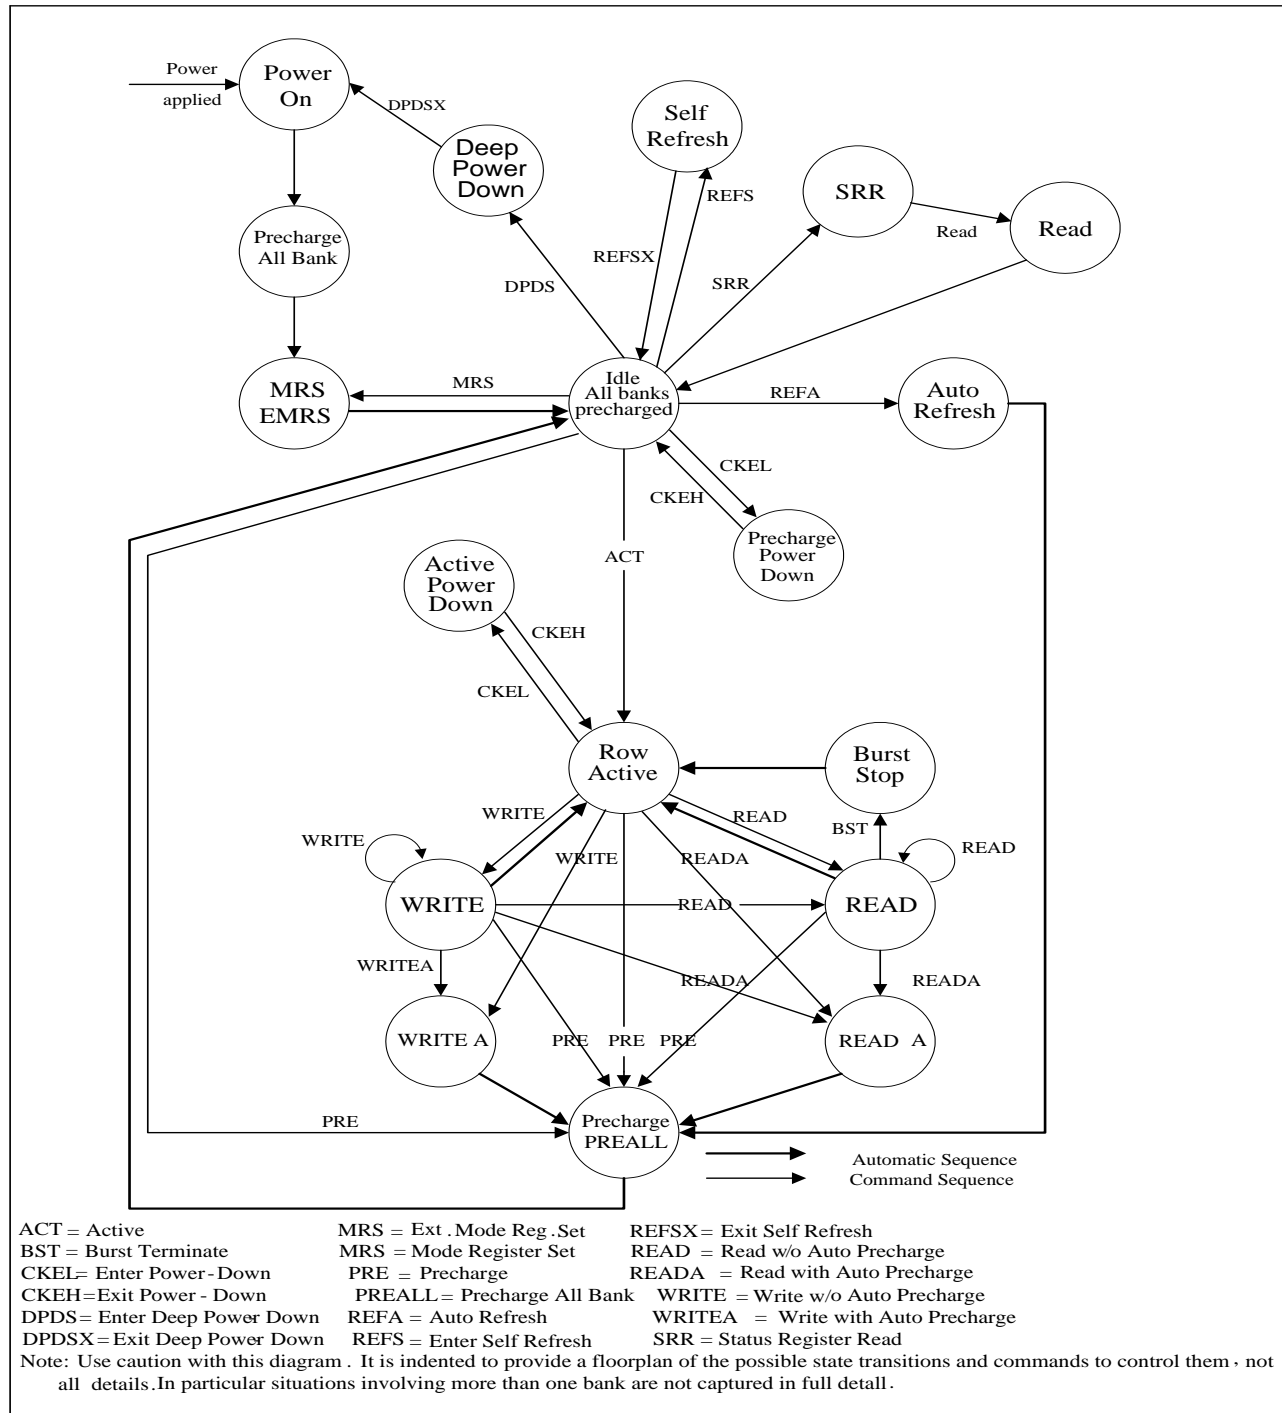 Power
applied
Power
On
DPDSX
Deep
Power
Down
Self
Refresh
REFS
SRR
Read
Read
Precharge
All Bank
REFSX
DPDS
SRR
MRS
EMRS
MRS
Idle
All banks
precharged
REFA
Auto
Refresh
CKEL
CKEH
Precharge
Power
Down
ACT
Active
Power
Down
CKEH
CKEL
Row
Active
Burst
Stop
WRITE
READ
BST
WRITE
WRITE
READA
READ
WRITE
READ
READ
WRITEA
READA
READA
WRITE A
PRE
PRE
PRE
READ A
PRE
Precharge
PREALL
Automatic Sequence
Command Sequence
ACT = Active MRS = Ext . Mode Reg . Set REFSX = Exit Self Refresh
BST = Burst Terminate MRS = Mode Register Set READ = Read w/o Auto Precharge
CKEL= Enter Power - Down PRE = Precharge READA = Read with Auto Precharge
CKEH=Exit Power - Down PREALL = Precharge All Bank WRITE = Write w/o Auto Precharge
DPDS= Enter Deep Power Down REFA = Auto Refresh WRITEA = Write with Auto Precharge
DPDSX= Exit Deep Power Down REFS = Enter Self Refresh SRR = Status Register Read
Note: Use caution with this diagram . It is indented to provide a floorplan of the possible state transitions and commands to control them , not
all details.In particular situations involving more than one bank are not captured in full detall .